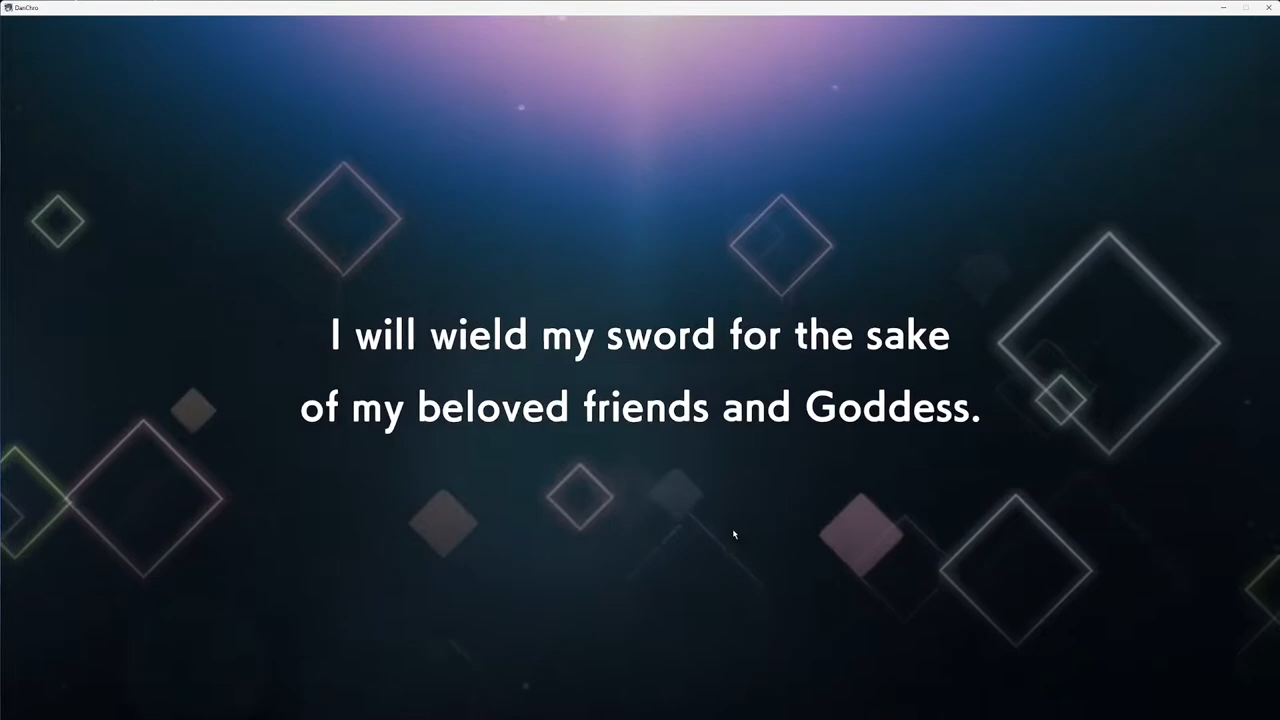 DanChro
I will wield my sword for the sake
of my beloved friends and Goddess.